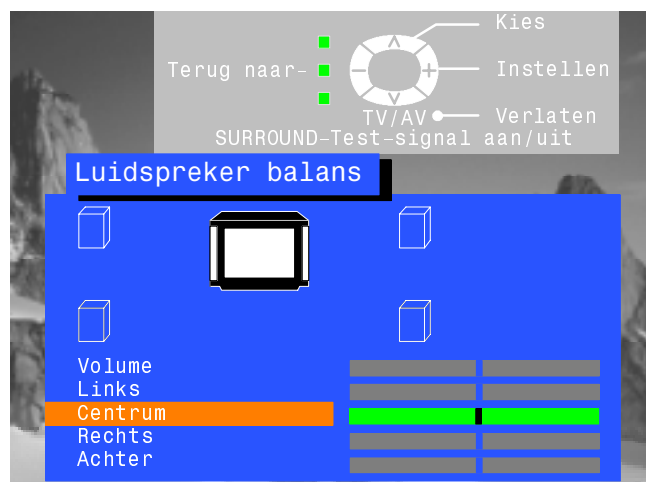 Kies
Terug naar-
Instellen
TV/AV
Verlaten
SURROUND-Test-signal aan/uit
Luidspreker balans
Volume
Links
Centrum
Rechts
Achter